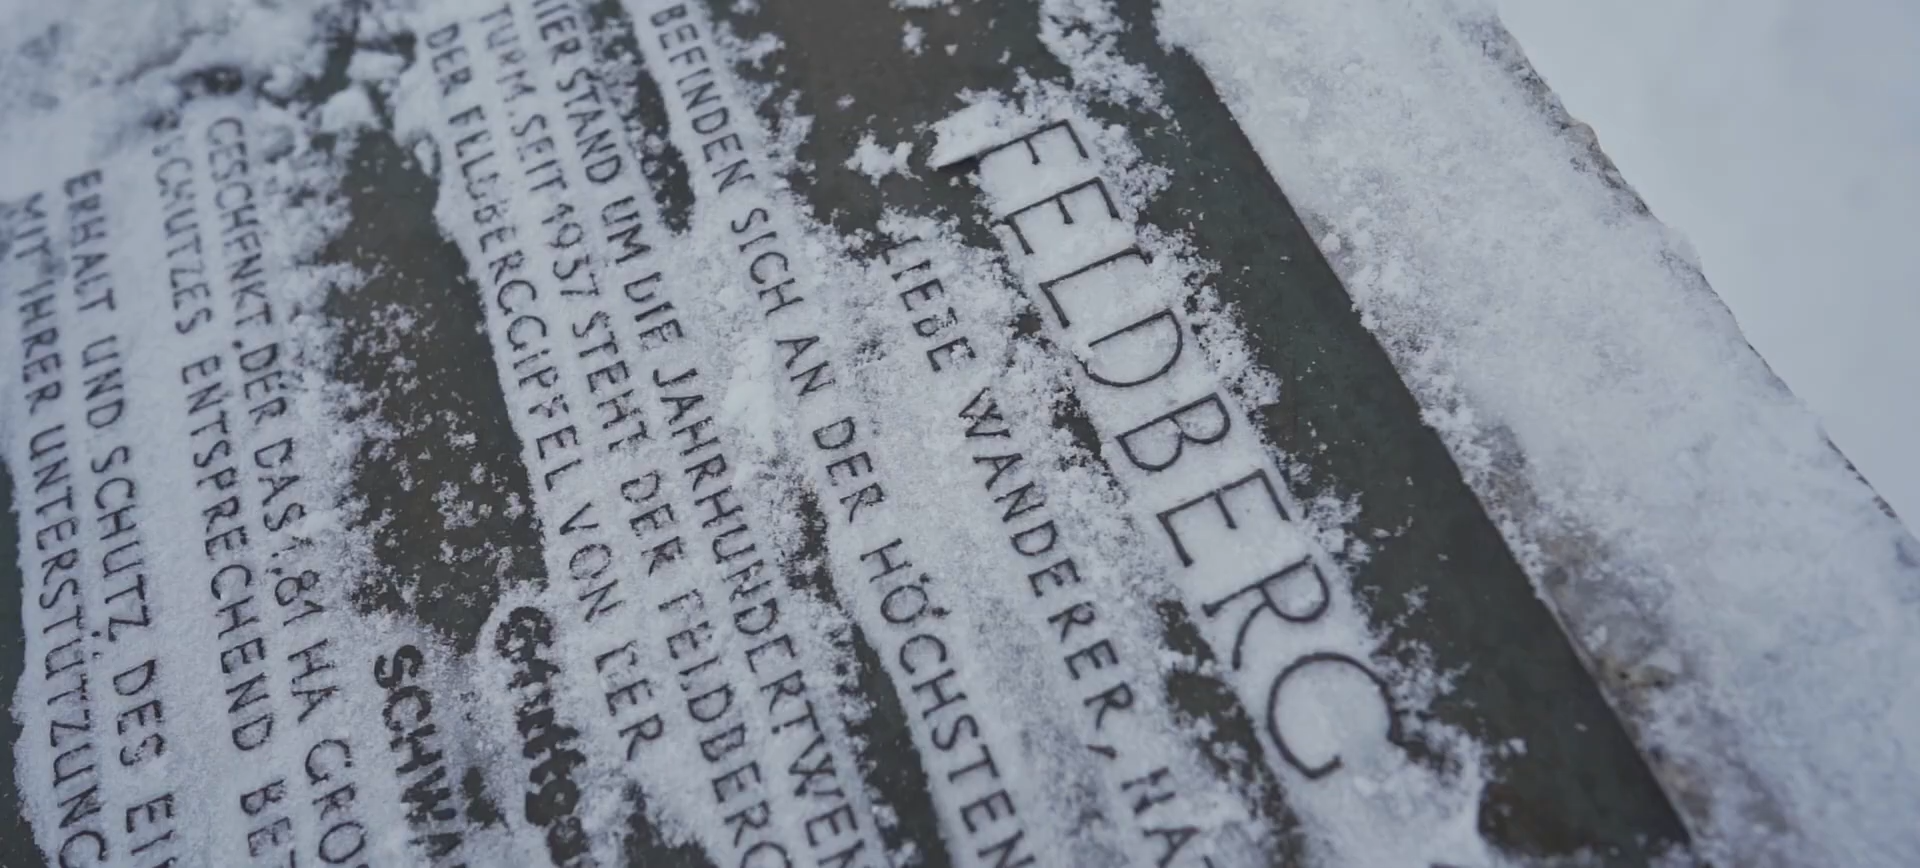 FELDBERG
LIEBE WANDERER,
BEFINDEN SICH AN DER HÖCHSTEN
HIER STAND UM DIE JAHRHUNDERTWEN
TURM. SEIT 1937 STEHT DER FELDBERG
DER FELDBERGGIPFEL VON DER
SCHWA
GESCHENKT. DER DAS 1,81 HA GRO
SCHUTZES ENTSPRECHEND BE
ERHALT UND SCHUTZ DES
MIT IHRER UNTERSTÜTZUNG